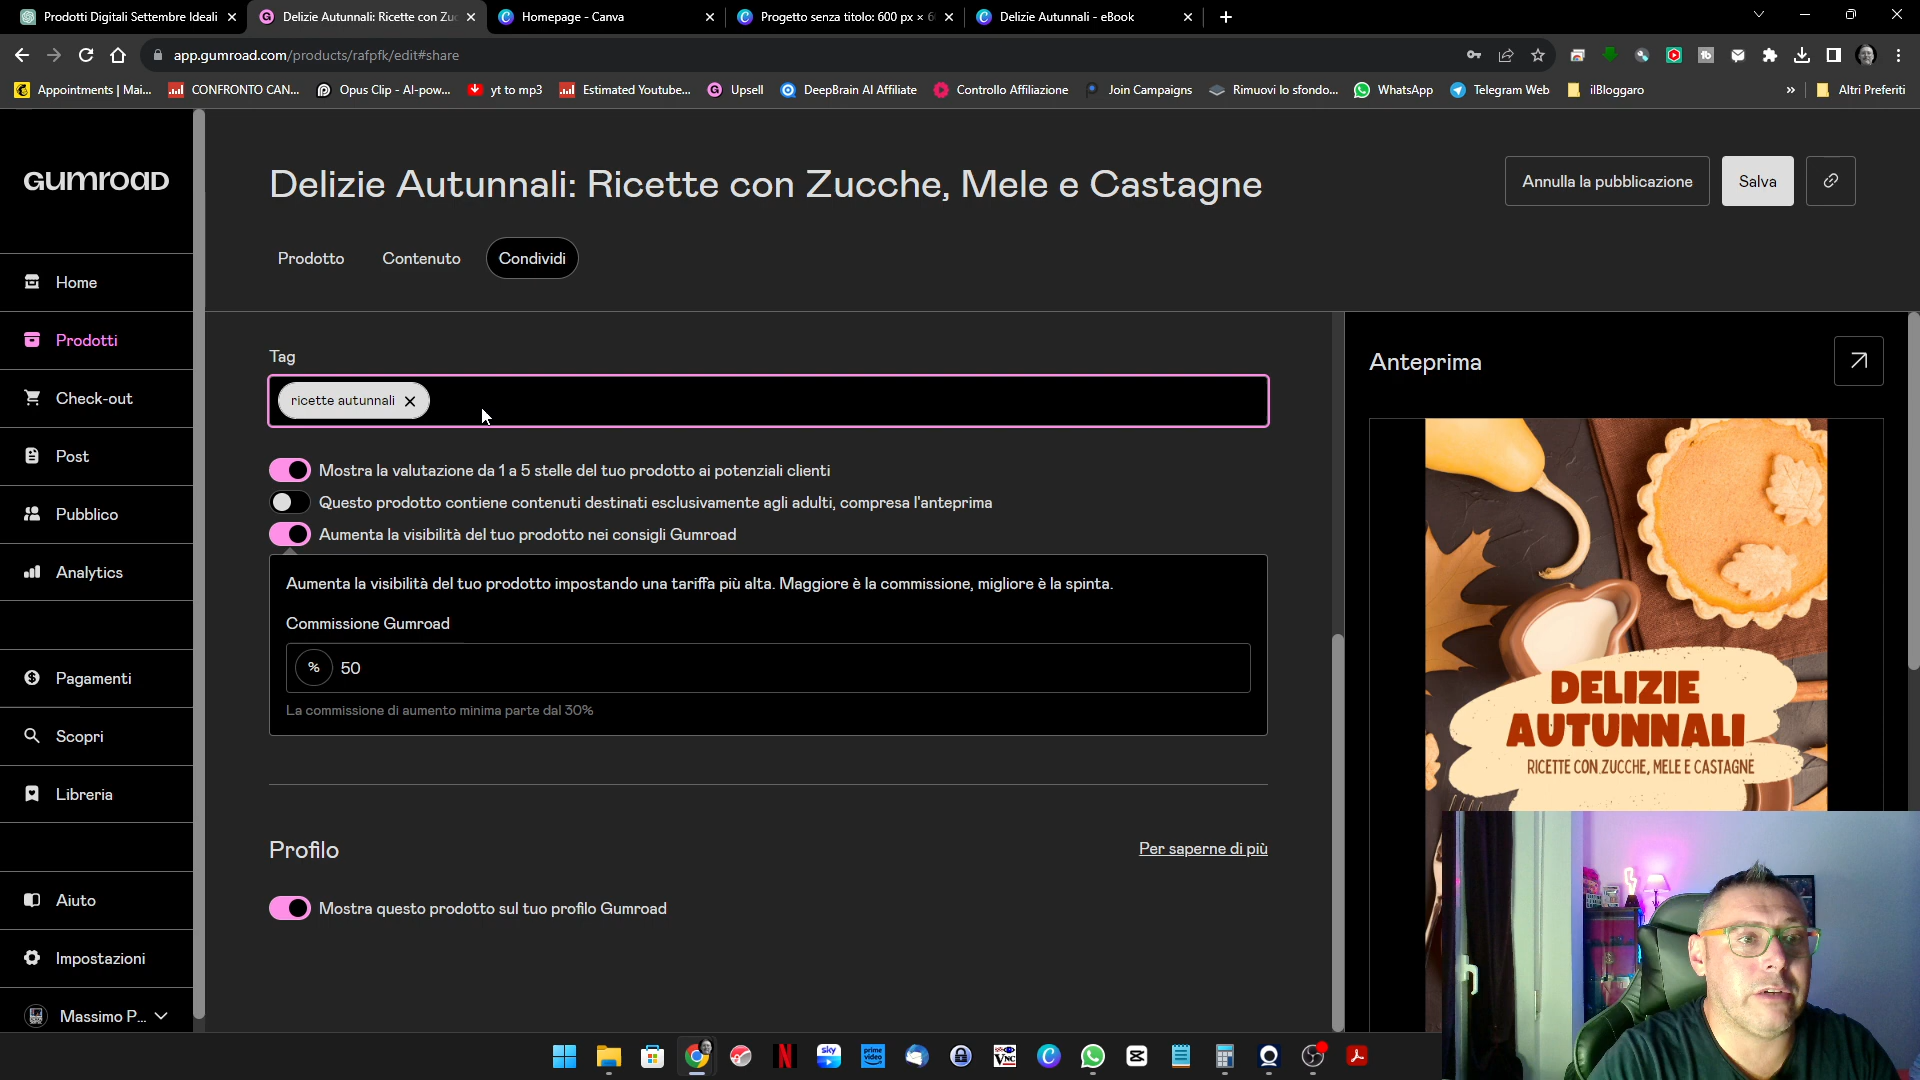 Prodotti Digitali Settembre Ideali
Delizie Autunnali: Ricette con Zuc
Homepage - Canva
Progetto senza titolo: 600 px × 6
Delizie Autunnali - eBook
app.gumroad.com/products/rafpfk/edit#share
Appointments | Mai...
CONFRONTO CAN...
Opus Clip - AI-pow...
yt to mp3
Estimated Youtube...
Upsell
DeepBrain AI Affiliate
Controllo Affiliazione
Join Campaigns
Rimuovi lo sfondo...
WhatsApp
Telegram Web
ilBloggaro
»
Altri Preferiti
GUMROAD
Delizie Autunnali: Ricette con Zucche, Mele e Castagne
Annulla la pubblicazione
Salva
Prodotto
Contenuto
Condividi
Home
Prodotti
Check-out
Post
Pubblico
Analytics
Pagamenti
Scopri
Libreria
Aiuto
Impostazioni
Massimo P...
Tag
ricette autunnali
Mostra la valutazione da 1 a 5 stelle del tuo prodotto ai potenziali clienti
Questo prodotto contiene contenuti destinati esclusivamente agli adulti, compresa l'anteprima
Aumenta la visibilità del tuo prodotto nei consigli Gumroad
Aumenta la visibilità del tuo prodotto impostando una tariffa più alta. Maggiore è la commissione, migliore è la spinta.
Commissione Gumroad
% 50
La commissione di aumento minima parte dal 30%
Profilo
Per saperne di più
Mostra questo prodotto sul tuo profilo Gumroad
Anteprima
DELIZIE
AUTUNNALI
RICETTE CON ZUCCHE, MELE E CASTAGNE
sky
prime video
VNC